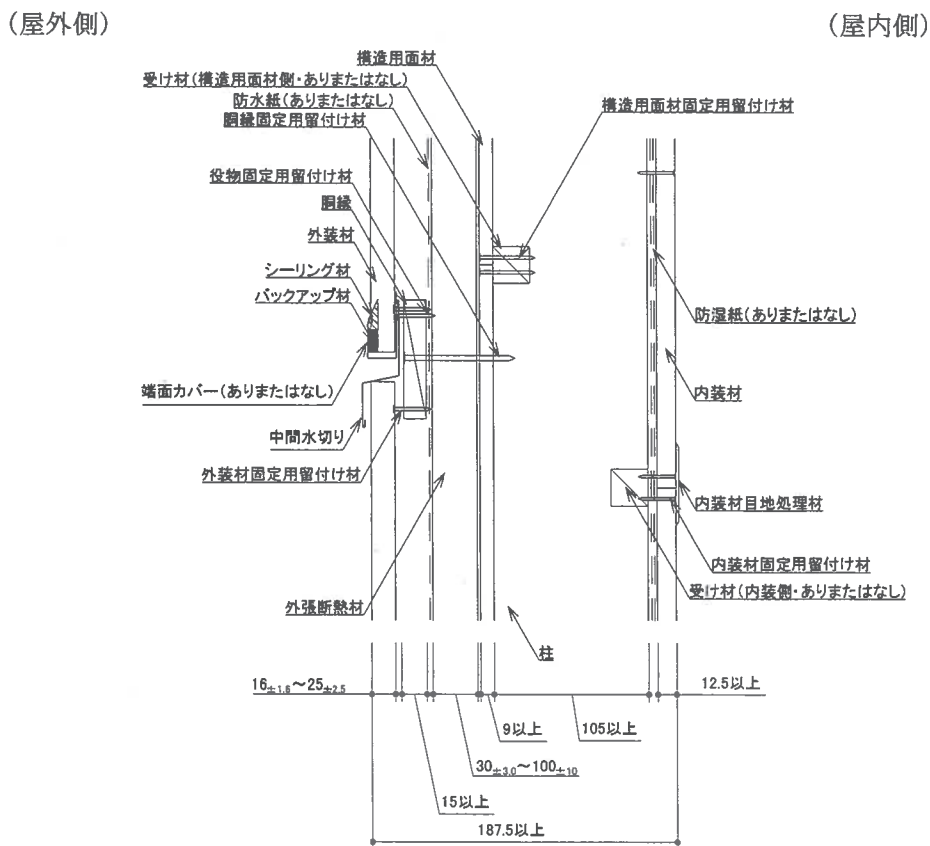 （屋外側）
（屋内側）
構造用面材
受け材（構造用面材側・ありまたはなし）
防水紙（ありまたはなし）
構造用面材固定用留付け材
胴縁固定用留付け材
役物固定用留付け材
胴縁
外装材
シーリング材
バックアップ材
防湿紙（ありまたはなし）
端面カバー（ありまたはなし）
内装材
中間水切り
外装材固定用留付け材
内装材目地処理材
内装材固定用留付け材
受け材（内装側・ありまたはなし）
外張断熱材
柱
16±1.6～25±2.5
12.5以上
9以上
105以上
30±3.0～100±10
15以上
187.5以上